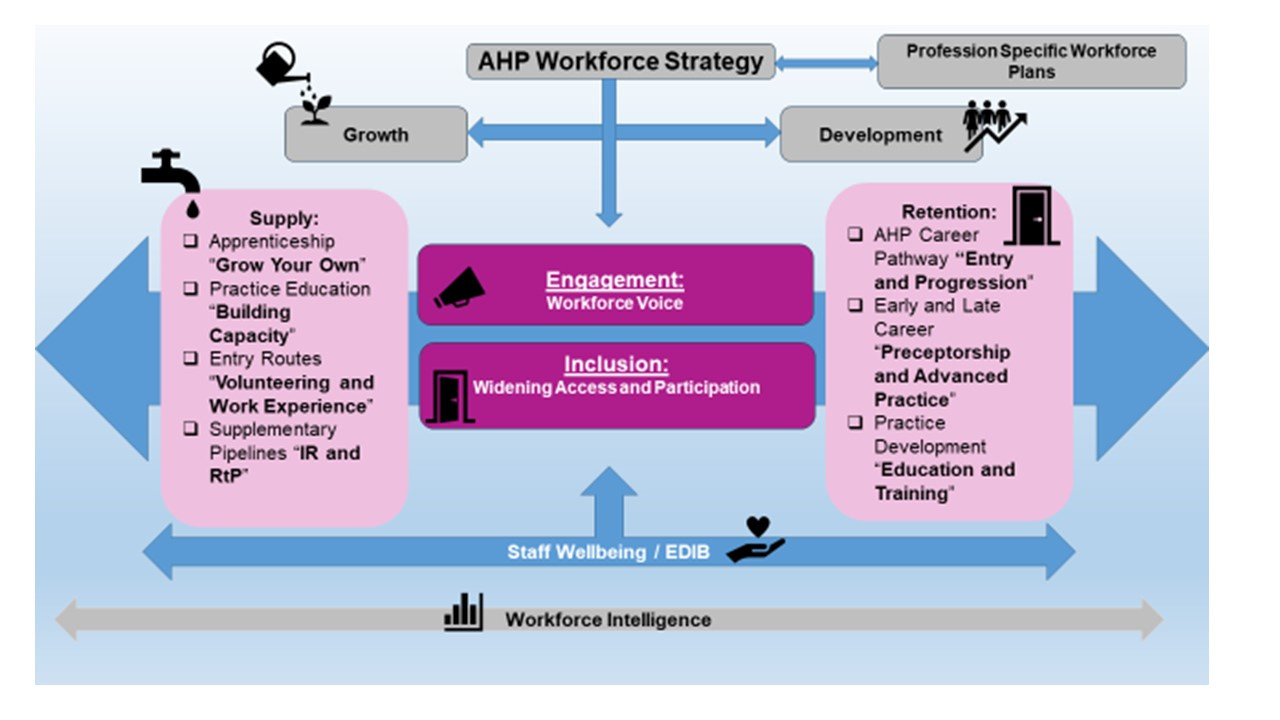 AHP Workforce Strategy
Profession Specific Workforce
Plans
Growth
Development
Supply:
❑ Apprenticeship
"Grow Your Own"
❑ Practice Education
"Building
Capacity"
❑ Entry Routes
"Volunteering and
Work Experience"
❑ Supplementary
Pipelines "IR and
RtP"
Engagement:
Workforce Voice
Inclusion:
Widening Access and Participation
Retention:
❑ AHP Career
Pathway "Entry
and Progression"
❑ Early and Late
Career
"Preceptorship
and Advanced
Practice"
❑ Practice
Development
"Education and
Training"
Staff Wellbeing / EDIB
Workforce Intelligence